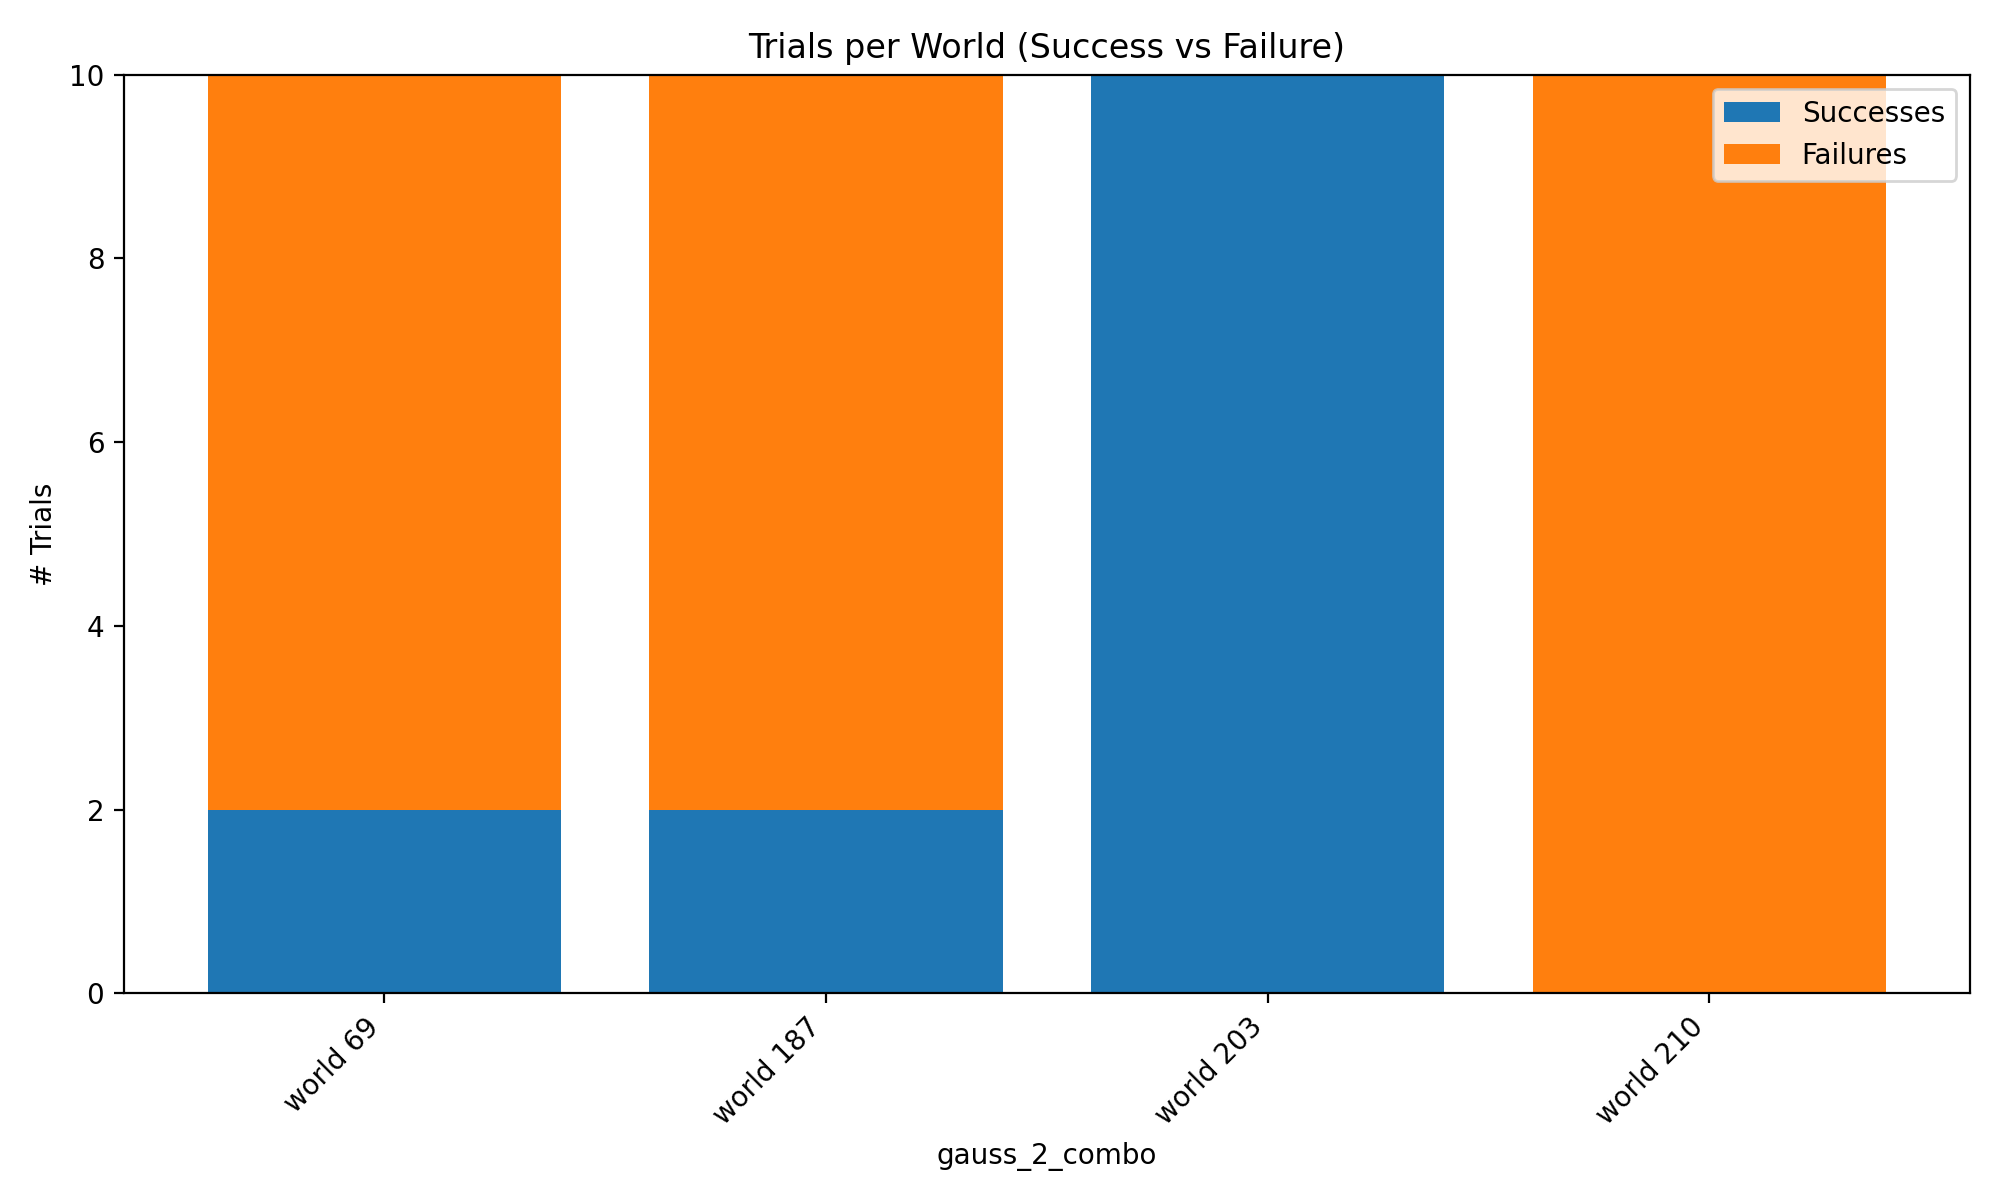 Trials per World (Success vs Failure)
Successes
Failures
10
8
6
4
2
0
# Trials
world 69
world 187
world 203
world 210
gauss_2_combo